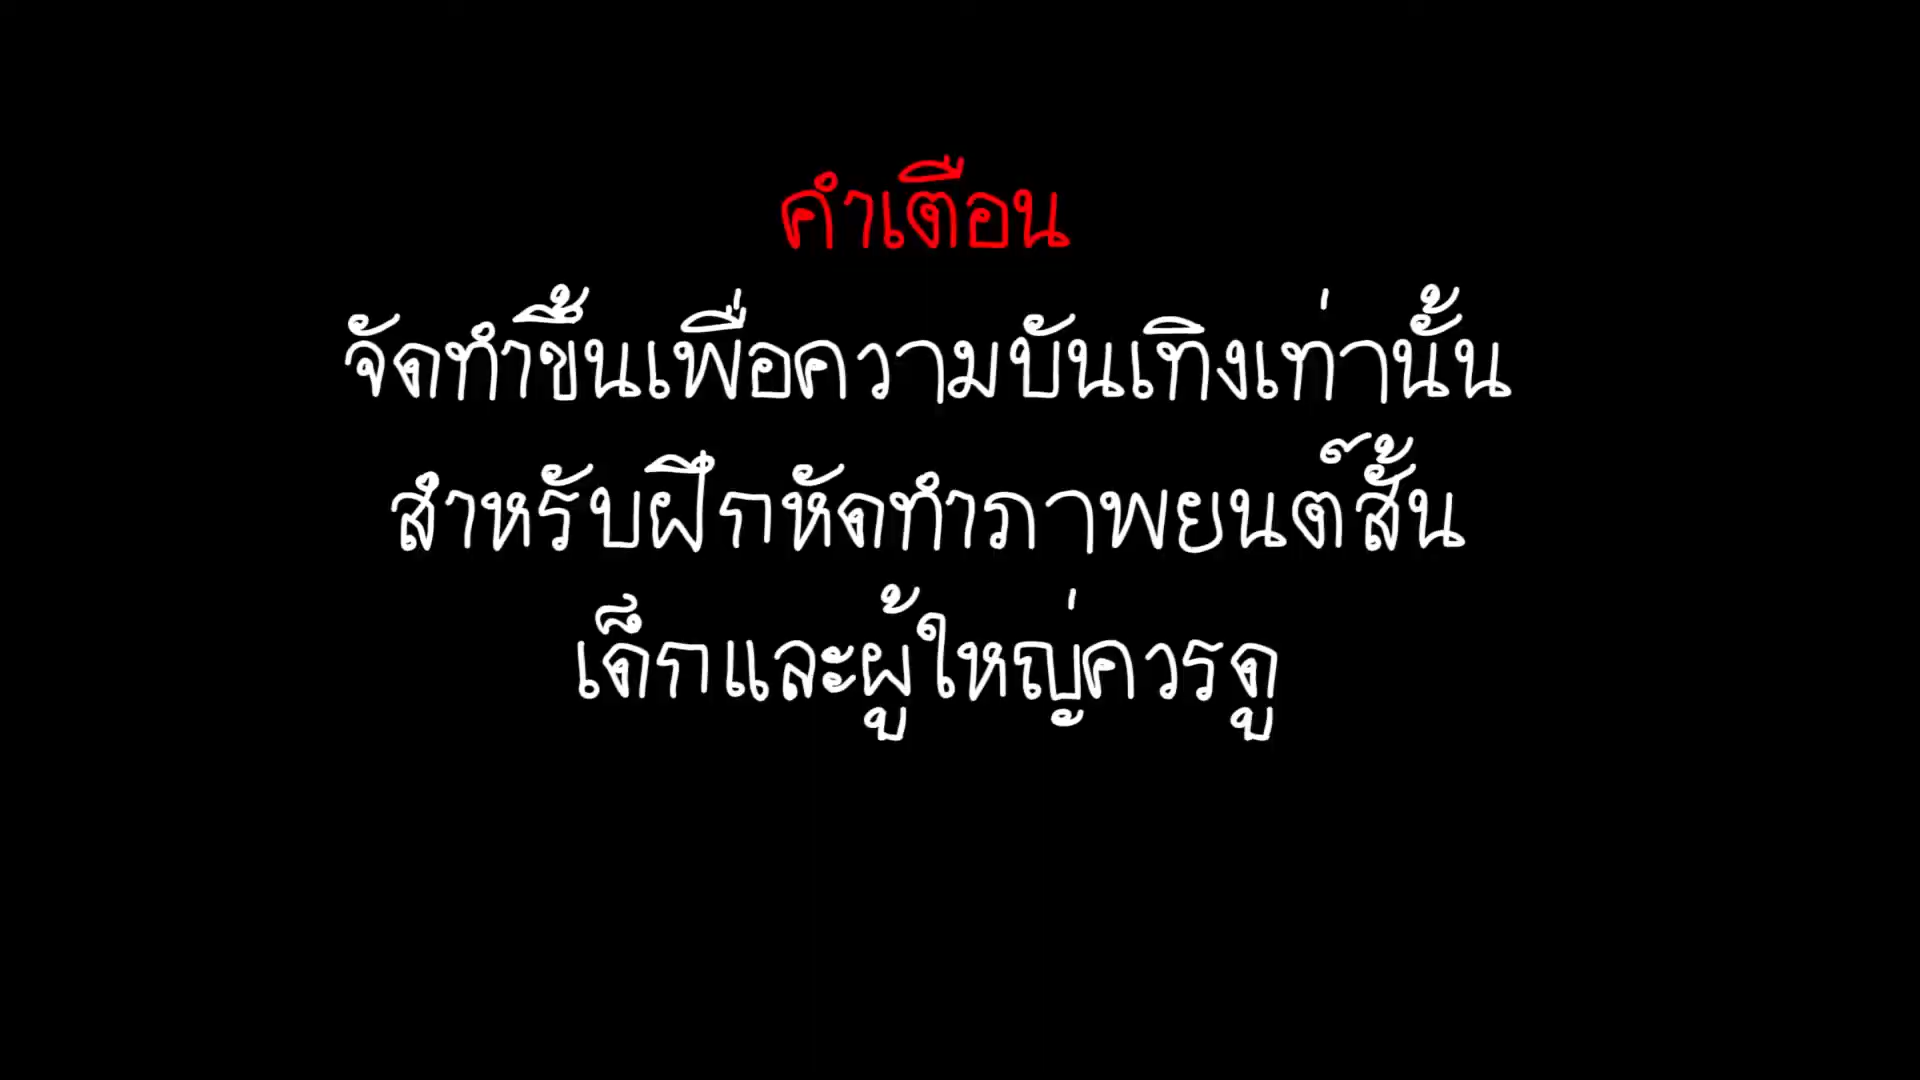 คำเตือน
จัดทำขึ้นเพื่อความบันเทิงเท่านั้น
สำหรับฝึกหัดทำภาพยนต์สั้น
เด็กและผู้ใหญ่ควรดู